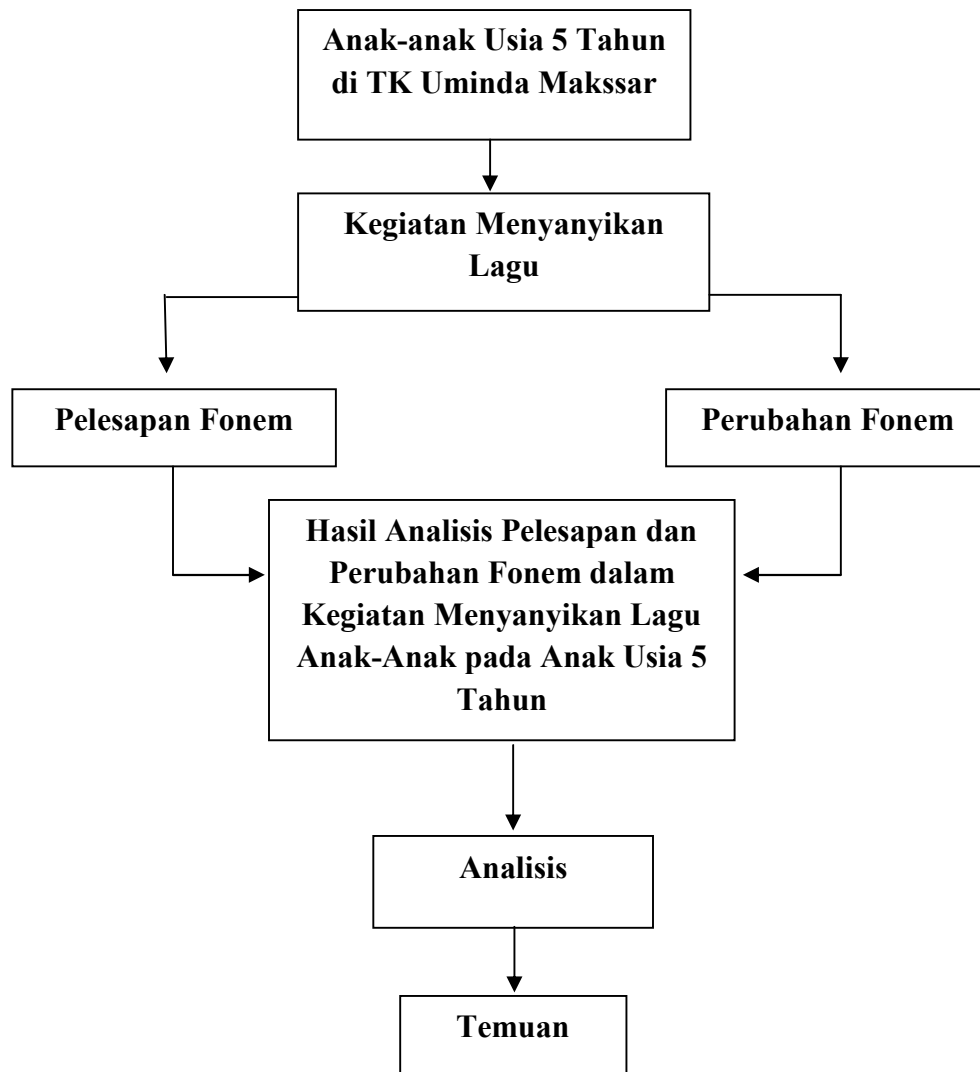 Anak-anak Usia 5 Tahun
di TK Uminda Makssar
Kegiatan Menyanyikan
Lagu
Pelesapan Fonem
Perubahan Fonem
Hasil Analisis Pelesapan dan
Perubahan Fonem dalam
Kegiatan Menyanyikan Lagu
Anak-Anak pada Anak Usia 5
Tahun
Analisis
Temuan